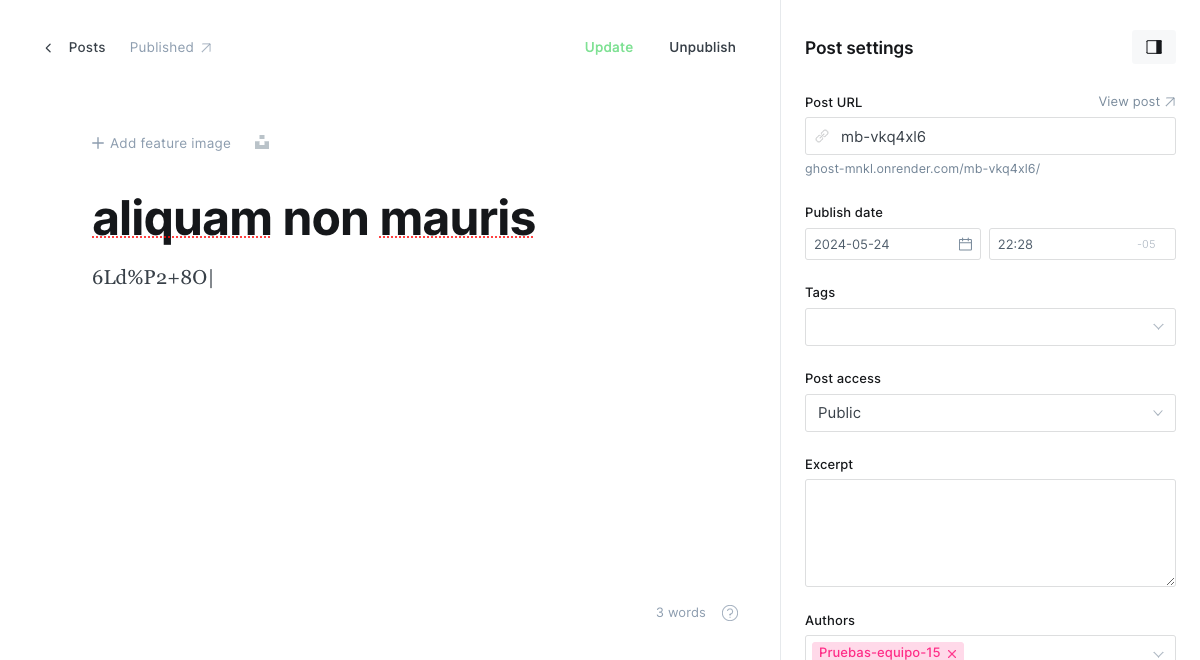 Posts Published Update Unpublish
Add feature image
aliquam non mauris
6Ld%P2+8O|
3 words
Post settings
Post URL View post
mb-vkq4xl6
ghost-mnkl.onrender.com/mb-vkq4xl6/
Publish date
2024-05-24 22:28 -05
Tags
Post access
Public
Excerpt
Authors
Pruebas-equipo-15 ×